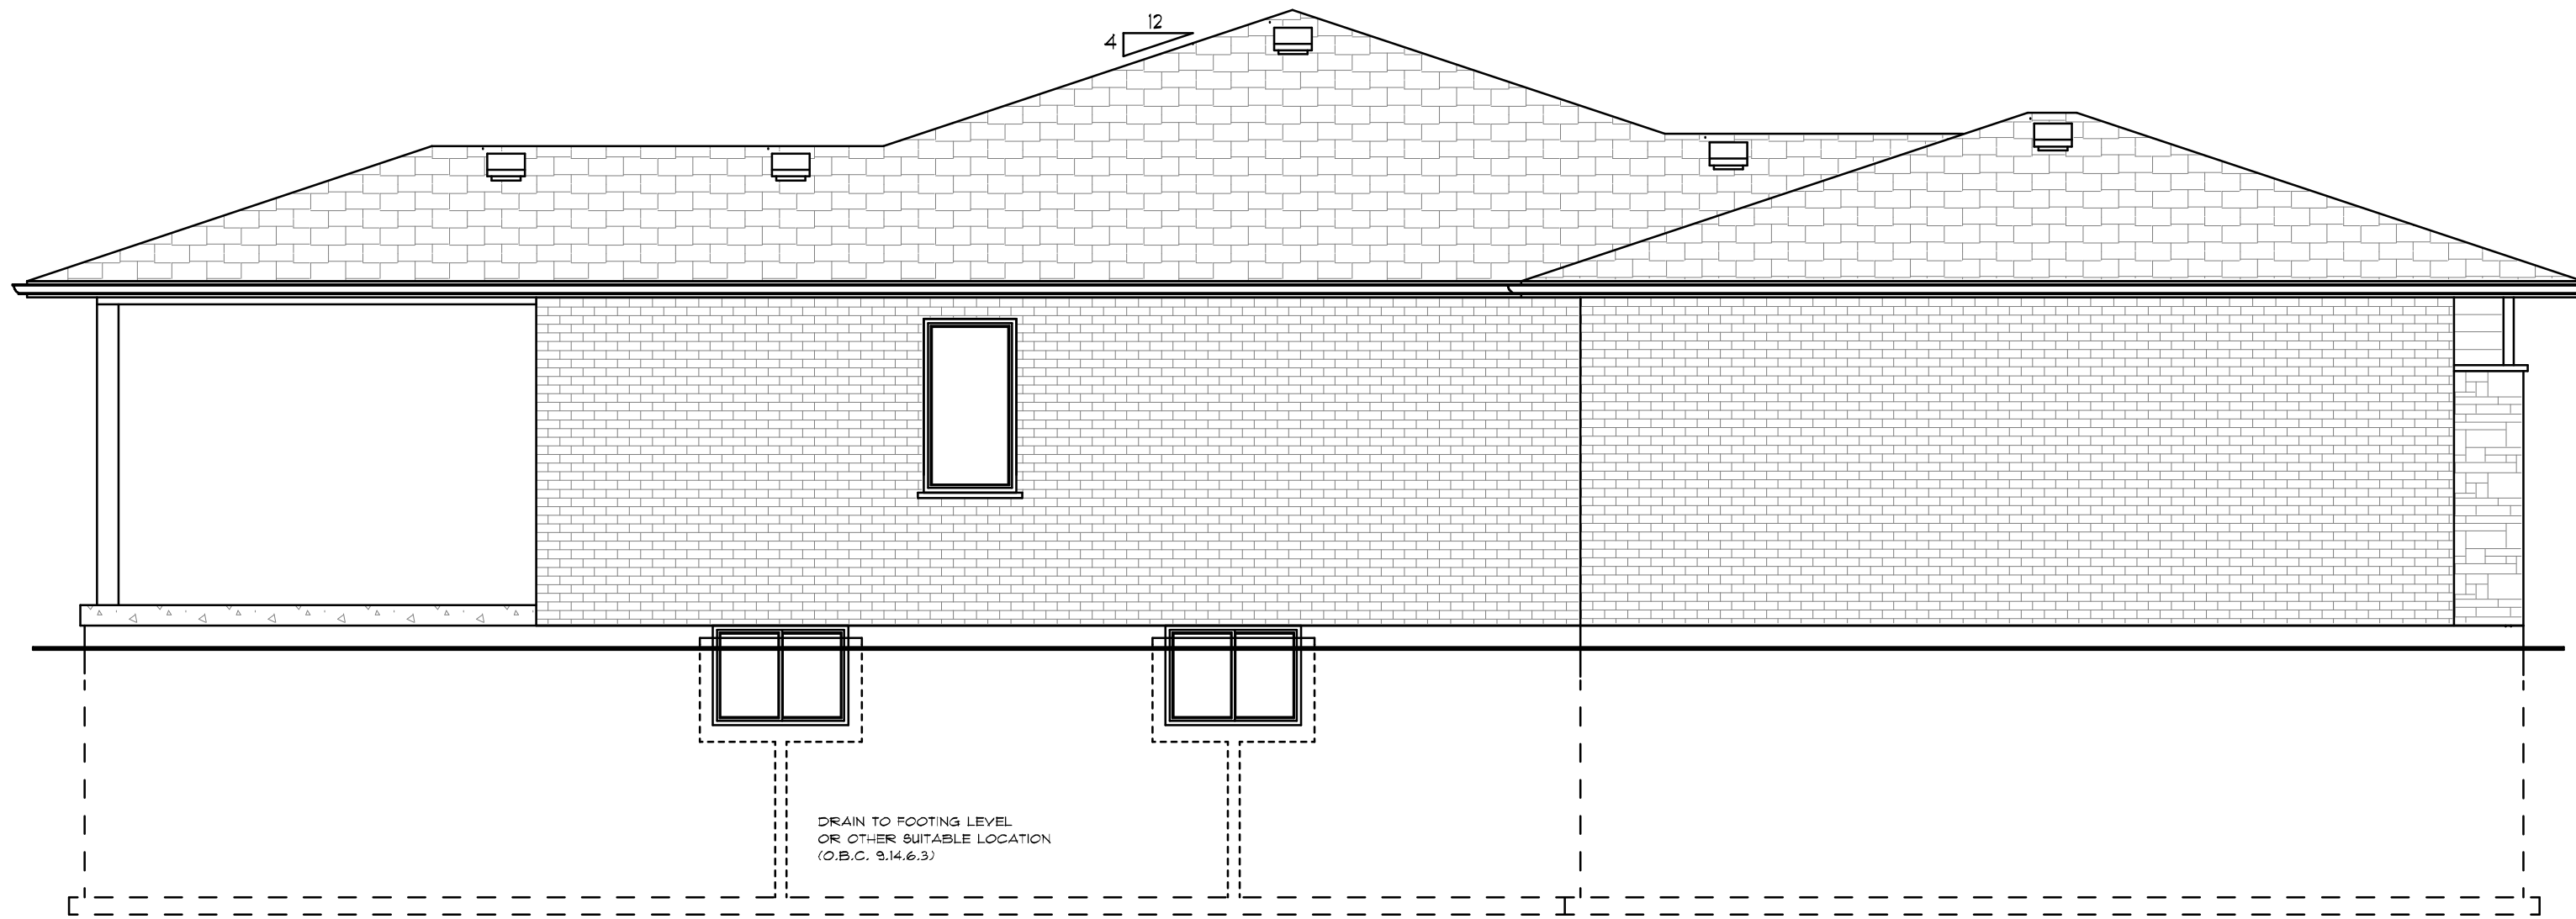 12
4
DRAIN TO FOOTING LEVEL
OR OTHER SUITABLE LOCATION
(O.B.C. 9.14.6.3)